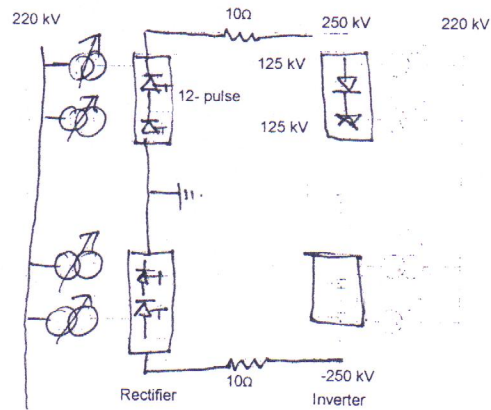 220 kV
10Ω
250 kV
220 kV
125 kV
12- pulse
125 kV
10Ω
-250 kV
Rectifier
Inverter